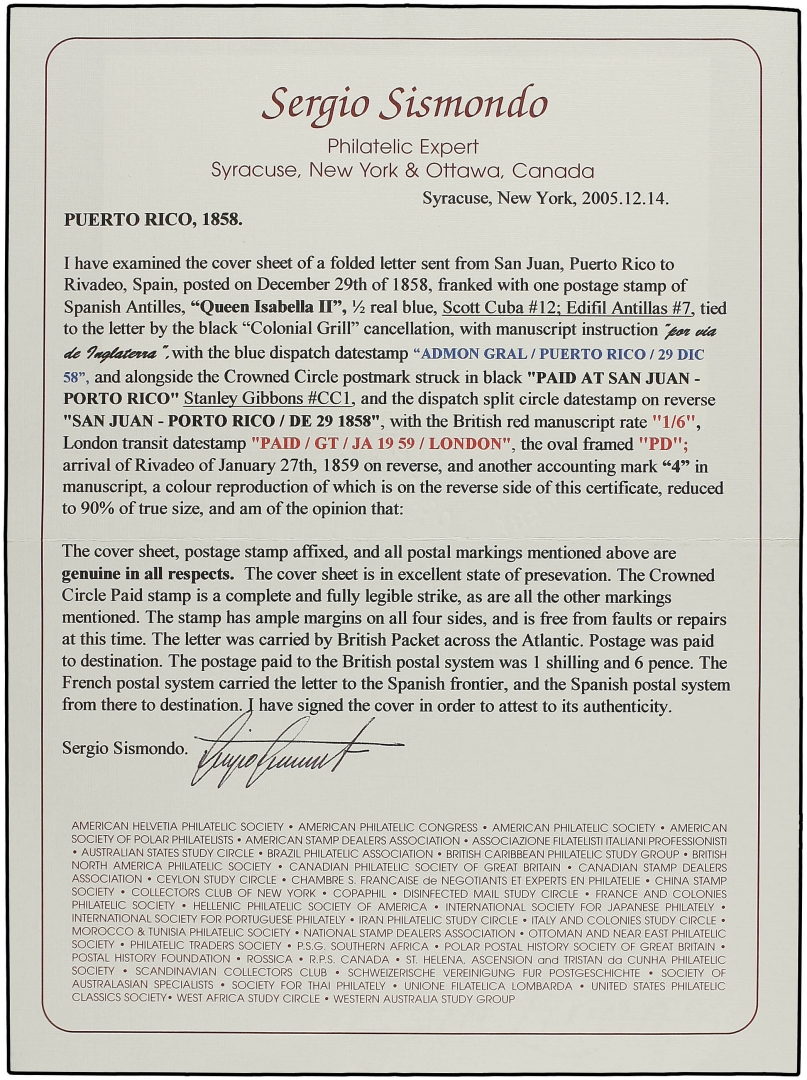 Sergio Sismondo
Philatelic Expert
Syracuse, New York & Ottawa, Canada
Syracuse, New York, 2005.12.14.
PUERTO RICO, 1858.
I have examined the cover sheet of a folded letter sent from San Juan, Puerto Rico to
Rivadeo, Spain, posted on December 29th of 1858, franked with one postage stamp of
Spanish Antilles, “Queen Isabella II”, ½ real blue, Scott Cuba #12; Edifil Antillas #7, tied
to the letter by the black “Colonial Grill” cancellation, with manuscript instruction "por via
de Inglaterra", with the blue dispatch datestamp “ADMON GRAL / PUERTO RICO / 29 DIC
58”, and alongside the Crowned Circle postmark struck in black "PAID AT SAN JUAN -
PORTO RICO" Stanley Gibbons #CC1, and the dispatch split circle datestamp on reverse
"SAN JUAN - PORTO RICO / DE 29 1858", with the British red manuscript rate "1/6",
London transit datestamp "PAID / GT / JA 19 59 / LONDON", the oval framed "PD";
arrival of Rivadeo of January 27th, 1859 on reverse, and another accounting mark “4” in
manuscript, a colour reproduction of which is on the reverse side of this certificate, reduced
to 90% of true size, and am of the opinion that:
The cover sheet, postage stamp affixed, and all postal markings mentioned above are
genuine in all respects. The cover sheet is in excellent state of presevation. The Crowned
Circle Paid stamp is a complete and fully legible strike, as are all the other markings
mentioned. The stamp has ample margins on all four sides, and is free from faults or repairs
at this time. The letter was carried by British Packet across the Atlantic. Postage was paid
to destination. The postage paid to the British postal system was 1 shilling and 6 pence. The
French postal system carried the letter to the Spanish frontier, and the Spanish postal system
from there to destination. I have signed the cover in order to attest to its authenticity.
Sergio Sismondo.
AMERICAN HELVETIA PHILATELIC SOCIETY • AMERICAN PHILATELIC CONGRESS • AMERICAN PHILATELIC SOCIETY • AMERICAN
SOCIETY OF POLAR PHILATELISTS • AMERICAN STAMP DEALERS ASSOCIATION • ASSOCIAZIONE FILATELISTI ITALIANI PROFESSIONISTI
• AUSTRALIAN STATES STUDY CIRCLE • BRAZIL PHILATELIC ASSOCIATION • BRITISH CARIBBEAN PHILATELIC STUDY GROUP • BRITISH
NORTH AMERICA PHILATELIC SOCIETY • CANADIAN PHILATELIC SOCIETY OF GREAT BRITAIN • CANADIAN STAMP DEALERS
ASSOCIATION • CEYLON STUDY CIRCLE • CHAMBRE S. FRANCAISE de NEGOTIANTS ET EXPERTS EN PHILATELIE • CHINA STAMP
SOCIETY • COLLECTORS CLUB OF NEW YORK • COPAPHIL • DISINFECTED MAIL STUDY CIRCLE • FRANCE AND COLONIES
PHILATELIC SOCIETY • HELLENIC PHILATELIC SOCIETY OF AMERICA • INTERNATIONAL SOCIETY FOR JAPANESE PHILATELY •
INTERNATIONAL SOCIETY FOR PORTUGUESE PHILATELY • IRAN PHILATELIC STUDY CIRCLE • ITALY AND COLONIES STUDY CIRCLE •
MOROCCO & TUNISIA PHILATELIC SOCIETY • NATIONAL STAMP DEALERS ASSOCIATION • OTTOMAN AND NEAR EAST PHILATELIC
SOCIETY • PHILATELIC TRADERS SOCIETY • P.S.G. SOUTHERN AFRICA • POLAR POSTAL HISTORY SOCIETY OF GREAT BRITAIN •
POSTAL HISTORY FOUNDATION • ROSSICA • R.P.S. CANADA • ST. HELENA, ASCENSION and TRISTAN da CUNHA PHILATELIC
SOCIETY • SCANDINAVIAN COLLECTORS CLUB • SCHWEIZERISCHE VEREINIGUNG FUR POSTGESCHICHTE • SOCIETY OF
AUSTRALASIAN SPECIALISTS • SOCIETY FOR THAI PHILATELY • UNIONE FILATELICA LOMBARDA • UNITED STATES PHILATELIC
CLASSICS SOCIETY• WEST AFRICA STUDY CIRCLE • WESTERN AUSTRALIA STUDY GROUP